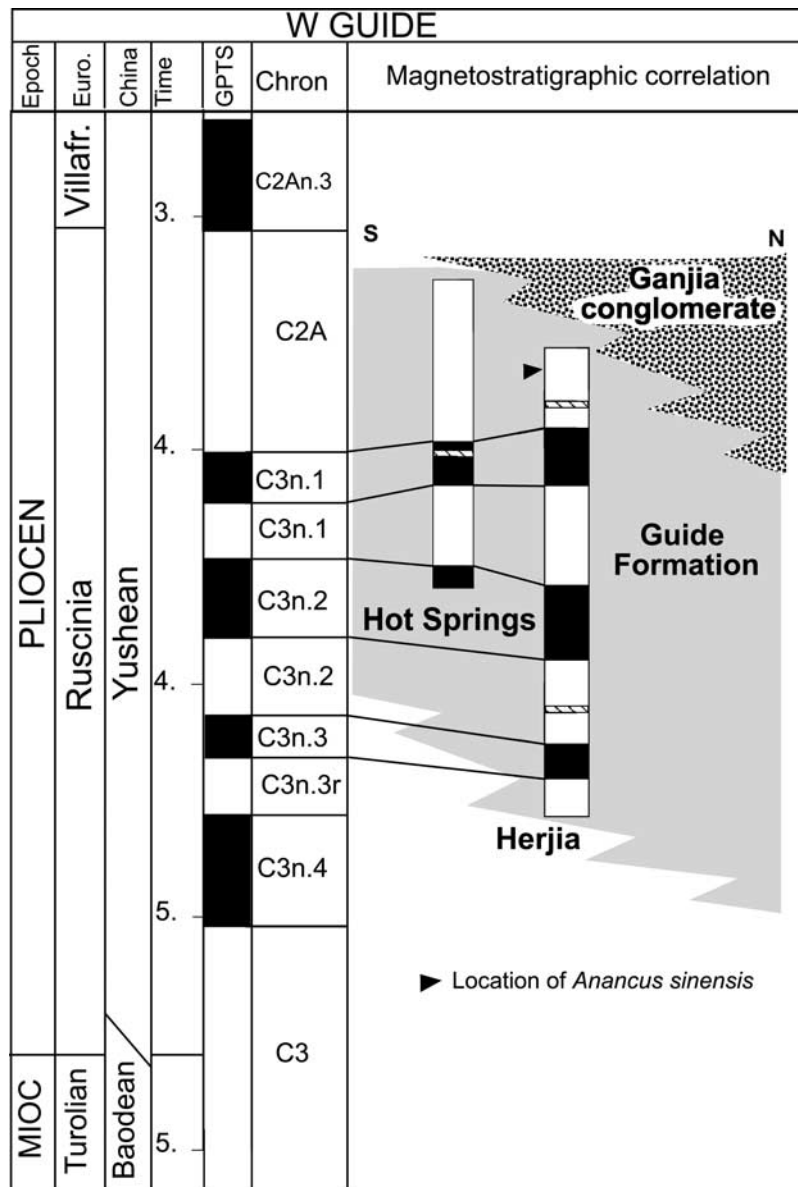 W GUIDE
Epoch
Euro.
China
Time
GPTS
Chron
Magnetostratigraphic correlation
PLIOCEN
MIOC
Villafr.
Ruscinia
Turolian
Yushean
Baodean
3.
4.
4.
5.
5.
C2An.3
C2A
C3n.1
C3n.1
C3n.2
C3n.2
C3n.3
C3n.3r
C3n.4
C3
S
N
Ganjia
conglomerate
Guide
Formation
Hot Springs
Herjia
Location of Anancus sinensis